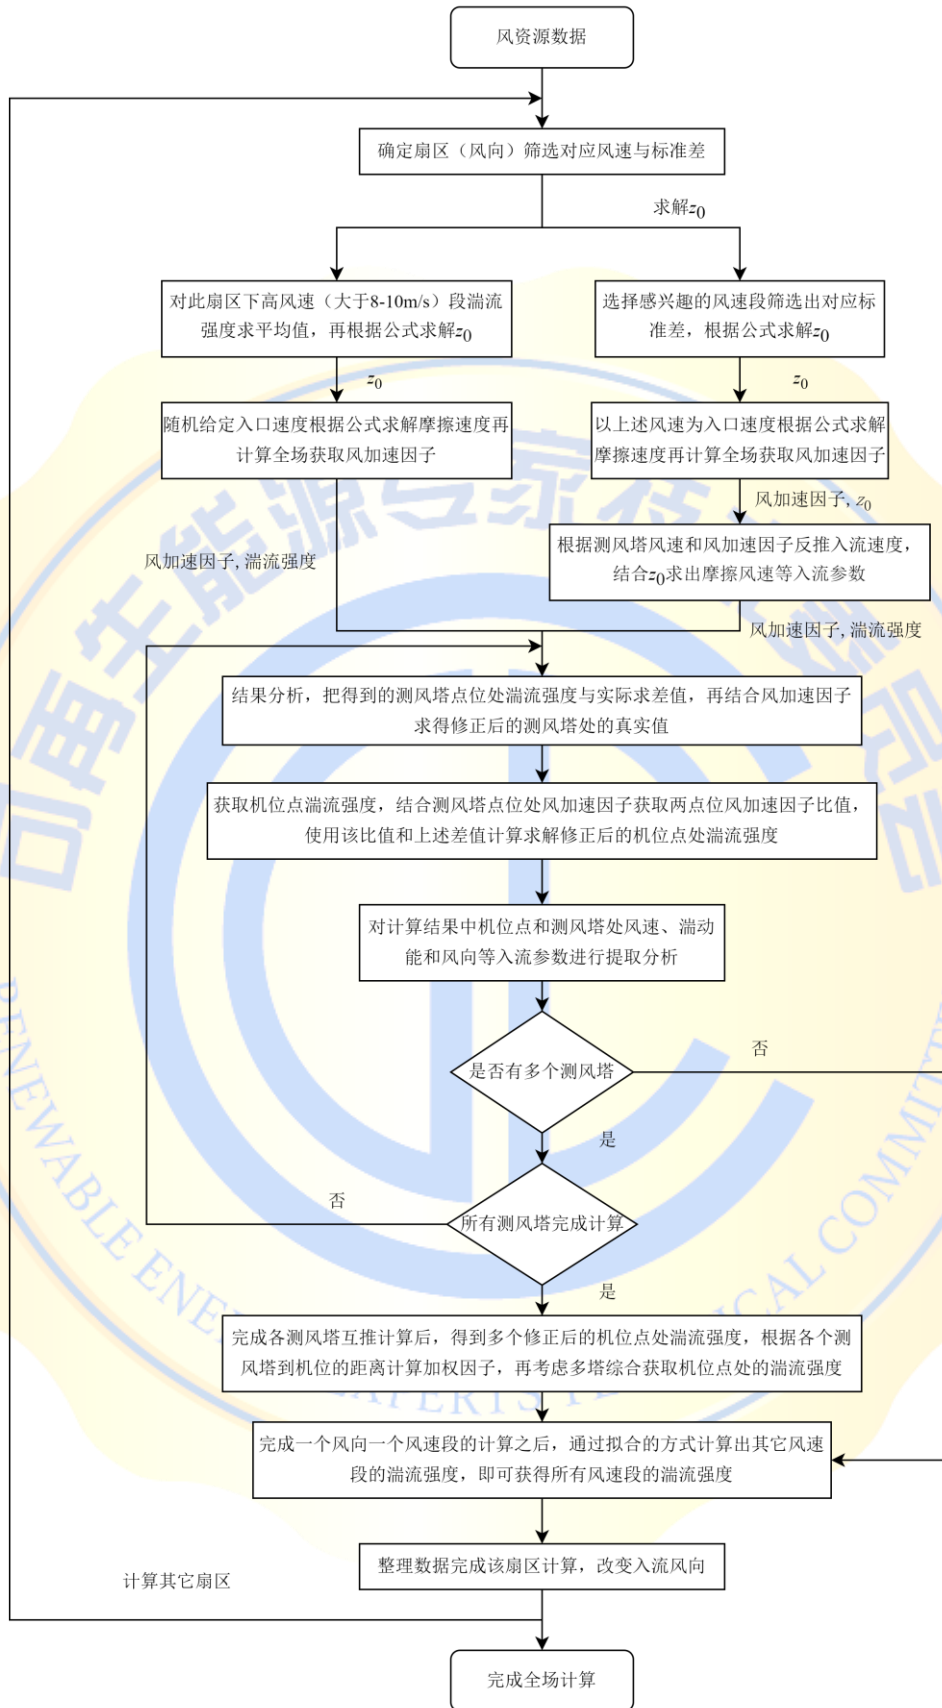 风资源数据
确定扇区（风向）筛选对应风速与标准差
求解z0
对此扇区下高风速（大于8-10m/s）段湍流
强度求平均值，再根据公式求解z0
选择感兴趣的风速段筛选出对应标
准差，根据公式求解z0
z0
z0
随机给定入口速度根据公式求解摩擦速度再
计算全场获取风加速因子
以上述风速为入口速度根据公式求解
摩擦速度再计算全场获取风加速因子
风加速因子, z0
风加速因子, 湍流强度
根据测风塔风速和风加速因子反推入流速度，
结合z0求出摩擦风速等入流参数
风加速因子, 湍流强度
结果分析，把得到的测风塔点位处湍流强度与实际求差值，再结合风加速因子
求得修正后的测风塔处的真实值
获取机位点湍流强度，结合测风塔点位处风加速因子获取两点位风加速因子比值，
使用该比值和上述差值计算求解修正后的机位点处湍流强度
对计算结果中机位点和测风塔处风速、湍动
能和风向等入流参数进行提取分析
是否有多个测风塔
否
是
所有测风塔完成计算
否
是
完成各测风塔互推计算后，得到多个修正后的机位点处湍流强度，根据各个测
风塔到机位的距离计算加权因子，再考虑多塔综合获取机位点处的湍流强度
完成一个风向一个风速段的计算之后，通过拟合的方式计算出其它风速
段的湍流强度，即可获得所有风速段的湍流强度
整理数据完成该扇区计算，改变入流风向
计算其它扇区
完成全场计算